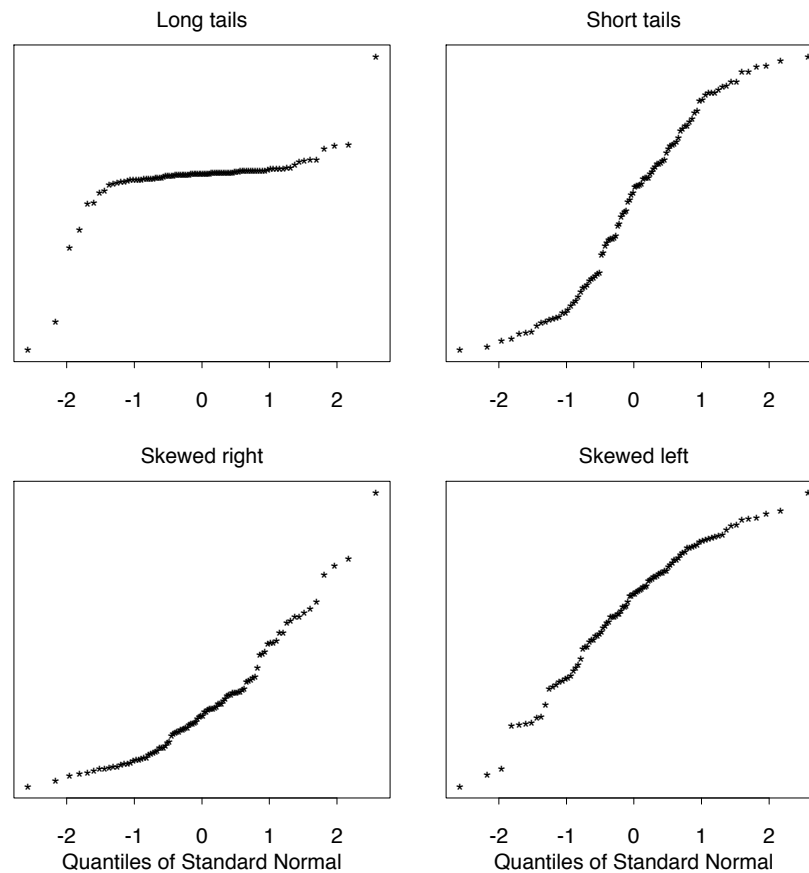 Long tails
Short tails
-2 -1 0 1 2
-2 -1 0 1 2
Skewed right
Skewed left
-2 -1 0 1 2
Quantiles of Standard Normal
-2 -1 0 1 2
Quantiles of Standard Normal